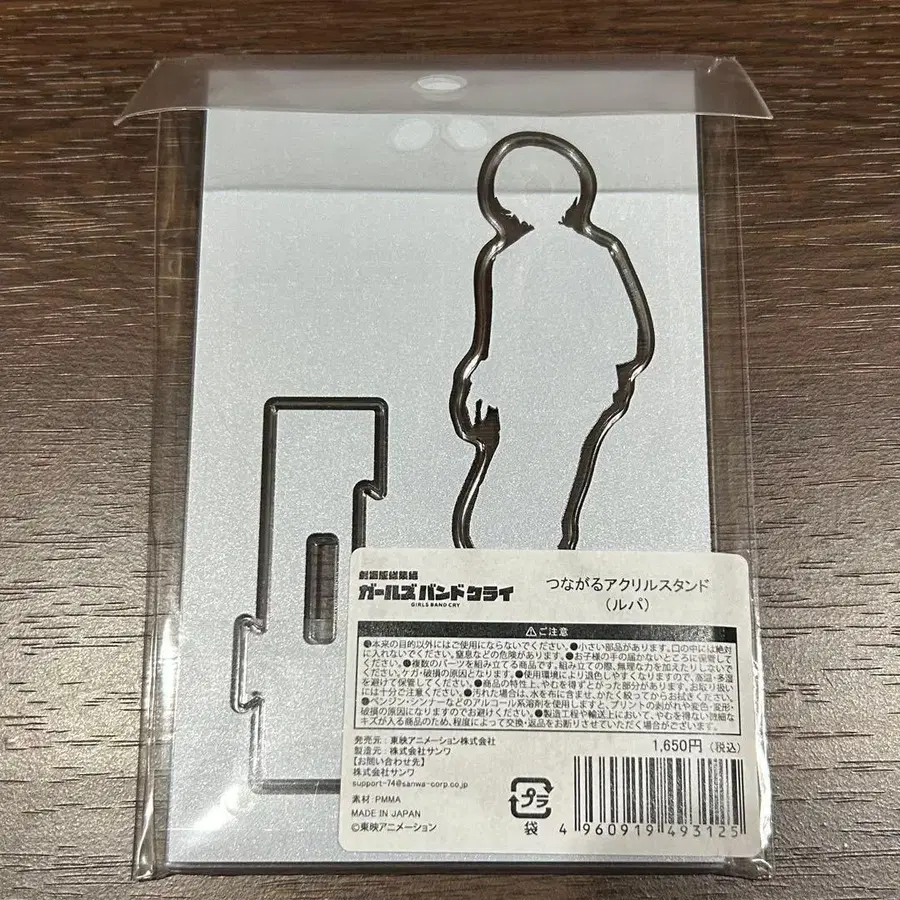 劇場版総集編
ガールズバンドクライ
GIRLS BAND CRY
つながるアクリルスタンド
(ルパ)
⚠ご注意
●本来の目的以外にはご使用にならないでください。●小さい部品があります。口の中には絶対
に入れないでください。窒息などの危険があります。●お子様の手の届かないところに保管して
ください。●複数のパーツを組み立てる商品です。組み立ての際、無理な力を加えたりしないで
ください。ケガ・破損の原因となります。●使用環境により退色しやすくなりますので、高温・多湿
を避けて保管してください。●商品の特性上、やむを得ずとがった部分があります。お取り扱い
には十分ご注意ください。●汚れた場合は、水を布に含ませ、かたく絞ってからお拭きください。
●ベンジン・シンナーなどのアルコール系溶剤を使用しますと、プリントのはがれや変色・変形・
破損の原因になりますのでお避けください。●製造工程や輸送上において、やむを得ない微細な
キズが入る商品のため、程度によって交換・返品をお断りさせていただく場合がございます。
発売元:東映アニメーション株式会社
製造元:株式会社サンワ
【お問い合わせ先】
株式会社サンワ
support-74@sanwa-corp.co.jp
1,650円(税込)
素材:PMMA
MADE IN JAPAN
©東映アニメーション
プラ
袋
4 960919 493125